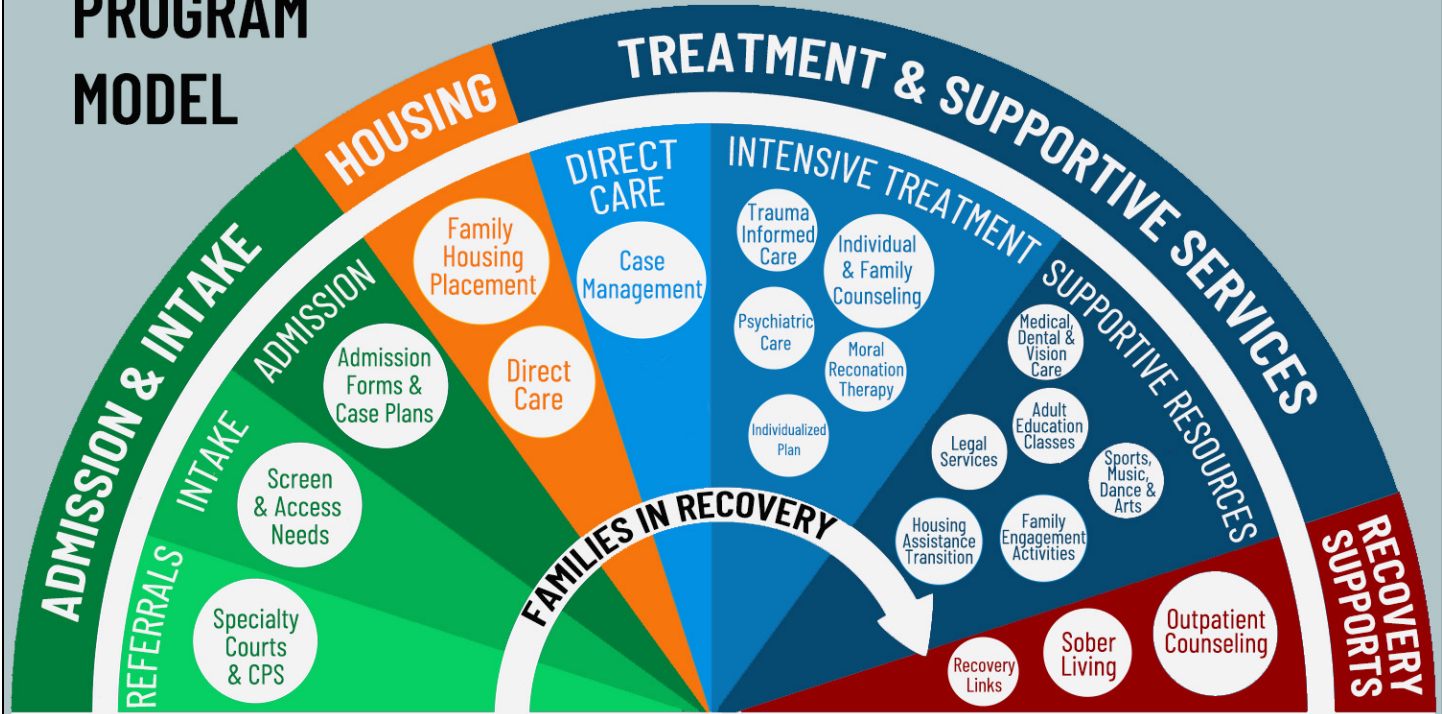 PROGRAM
MODEL
ADMISSION & INTAKE
HOUSING
TREATMENT & SUPPORTIVE SERVICES
RECOVERY
SUPPORTS
REFERRALS
Specialty
Courts
& CPS
INTAKE
Screen
& Access
Needs
ADMISSION
Admission
Forms &
Case Plans
Family
Housing
Placement
Direct
Care
DIRECT
CARE
Case
Management
INTENSIVE TREATMENT
Trauma
Informed
Care
Individual
& Family
Counseling
Psychiatric
Care
Moral
Reconation
Therapy
Individualized
Plan
SUPPORTIVE RESOURCES
Medical,
Dental &
Vision
Care
Adult
Education
Classes
Legal
Services
Sports,
Music,
Dance &
Arts
Housing
Assistance
Transition
Family
Engagement
Activities
Recovery
Links
Sober
Living
Outpatient
Counseling
FAMILIES IN RECOVERY